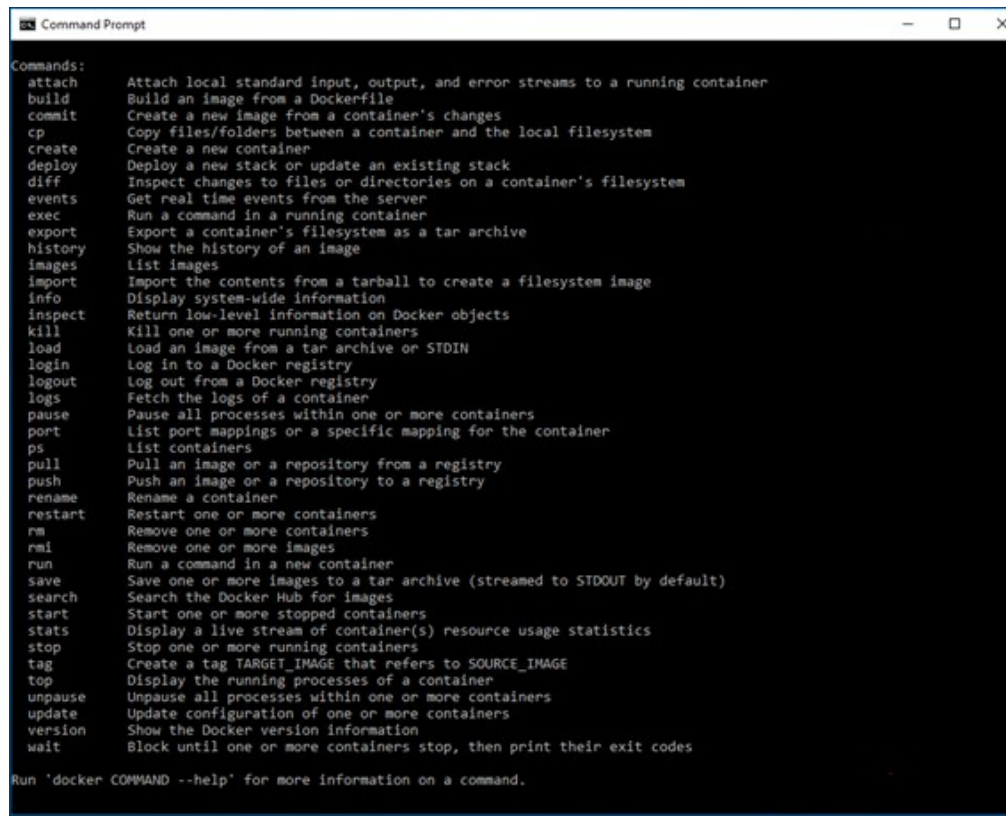 Command Prompt
Commands:
  attach      Attach local standard input, output, and error streams to a running container
  build       Build an image from a Dockerfile
  commit      Create a new image from a container's changes
  cp          Copy files/folders between a container and the local filesystem
  create      Create a new container
  deploy      Deploy a new stack or update an existing stack
  diff        Inspect changes to files or directories on a container's filesystem
  events      Get real time events from the server
  exec        Run a command in a running container
  export      Export a container's filesystem as a tar archive
  history     Show the history of an image
  images      List images
  import      Import the contents from a tarball to create a filesystem image
  info        Display system-wide information
  inspect     Return low-level information on Docker objects
  kill        Kill one or more running containers
  load        Load an image from a tar archive or STDIN
  login       Log in to a Docker registry
  logout      Log out from a Docker registry
  logs        Fetch the logs of a container
  pause       Pause all processes within one or more containers
  port        List port mappings or a specific mapping for the container
  ps          List containers
  pull        Pull an image or a repository from a registry
  push        Push an image or a repository to a registry
  rename      Rename a container
  restart     Restart one or more containers
  rm          Remove one or more containers
  rmi         Remove one or more images
  run         Run a command in a new container
  save        Save one or more images to a tar archive (streamed to STDOUT by default)
  search      Search the Docker Hub for images
  start       Start one or more stopped containers
  stats       Display a live stream of container(s) resource usage statistics
  stop        Stop one or more running containers
  tag         Create a tag TARGET_IMAGE that refers to SOURCE_IMAGE
  top         Display the running processes of a container
  unpause     Unpause all processes within one or more containers
  update      Update configuration of one or more containers
  version     Show the Docker version information
  wait        Block until one or more containers stop, then print their exit codes
Run 'docker COMMAND --help' for more information on a command.